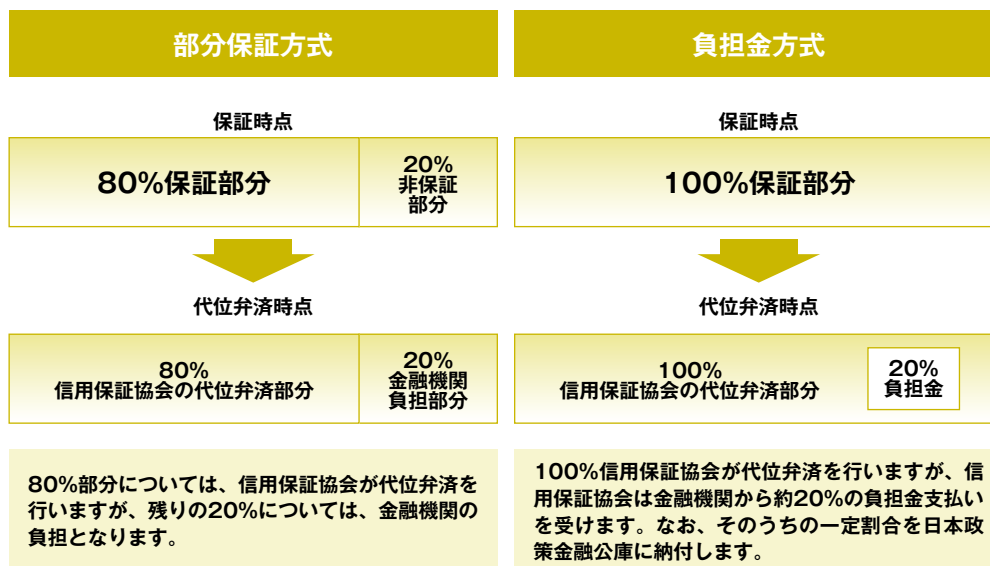 部分保証方式
保証時点
80%保証部分
20%
非保証
部分
代位弁済時点
80%
信用保証協会の代位弁済部分
20%
金融機関
負担部分
80%部分については、信用保証協会が代位弁済を
行いますが、残りの20%については、金融機関の
負担となります。
負担金方式
保証時点
100%保証部分
代位弁済時点
100%
信用保証協会の代位弁済部分
20%
負担金
100%信用保証協会が代位弁済を行いますが、信
用保証協会は金融機関から約20%の負担金支払い
を受けます。なお、そのうちの一定割合を日本政
策金融公庫に納付します。